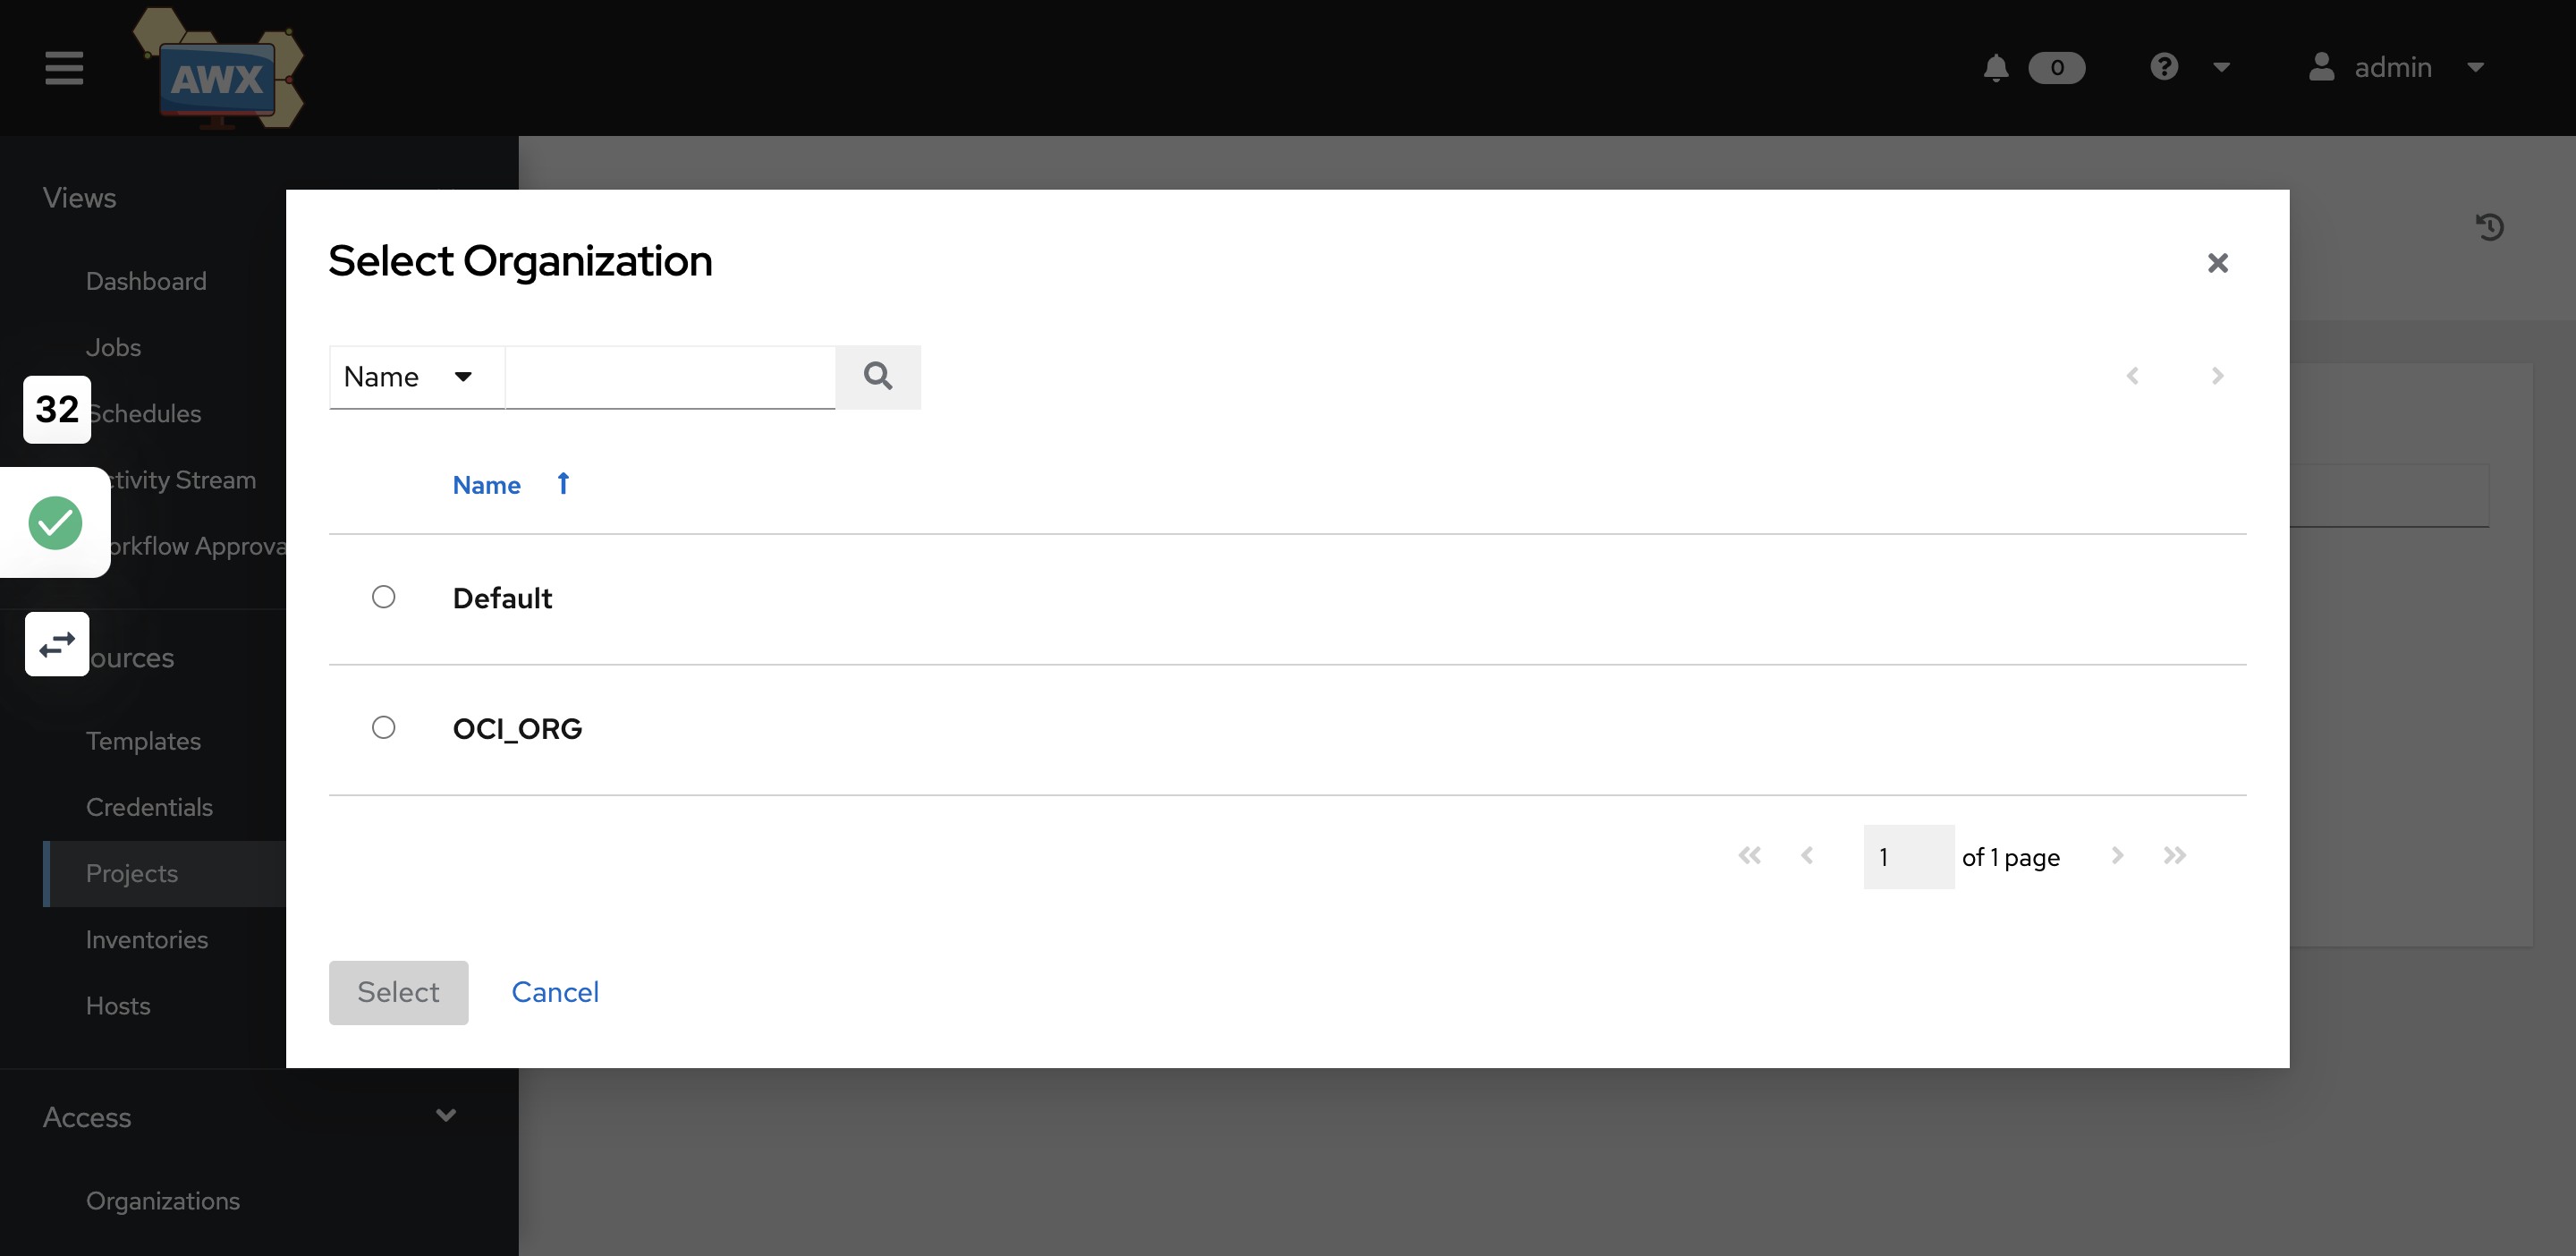 AWX
0
admin
Views
Dashboard
Jobs
32
Schedules
ctivity Stream
orkflow Approva
ources
Templates
Credentials
Projects
Inventories
Hosts
Access
Organizations
Select Organization
Name
Name
Default
OCI_ORG
1 of 1 page
Select Cancel